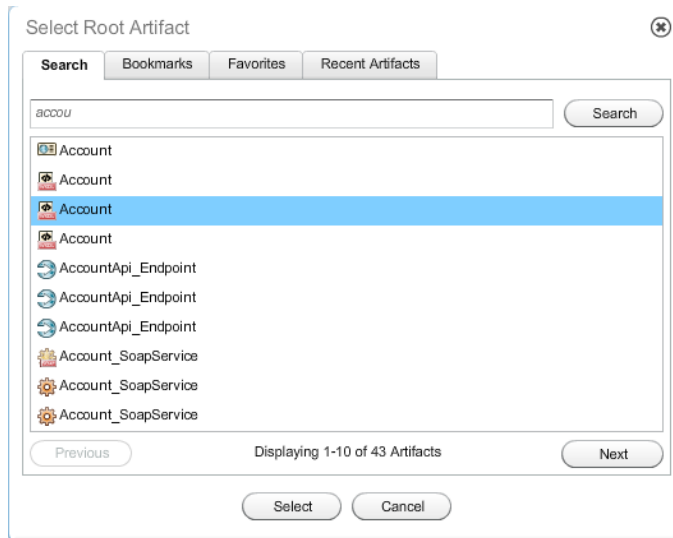 Select Root Artifact
Search Bookmarks Favorites Recent Artifacts
accou Search
Account
Account
Account
Account
AccountApi_Endpoint
AccountApi_Endpoint
AccountApi_Endpoint
Account_SoapService
Account_SoapService
Account_SoapService
Previous Displaying 1-10 of 43 Artifacts Next
Select Cancel